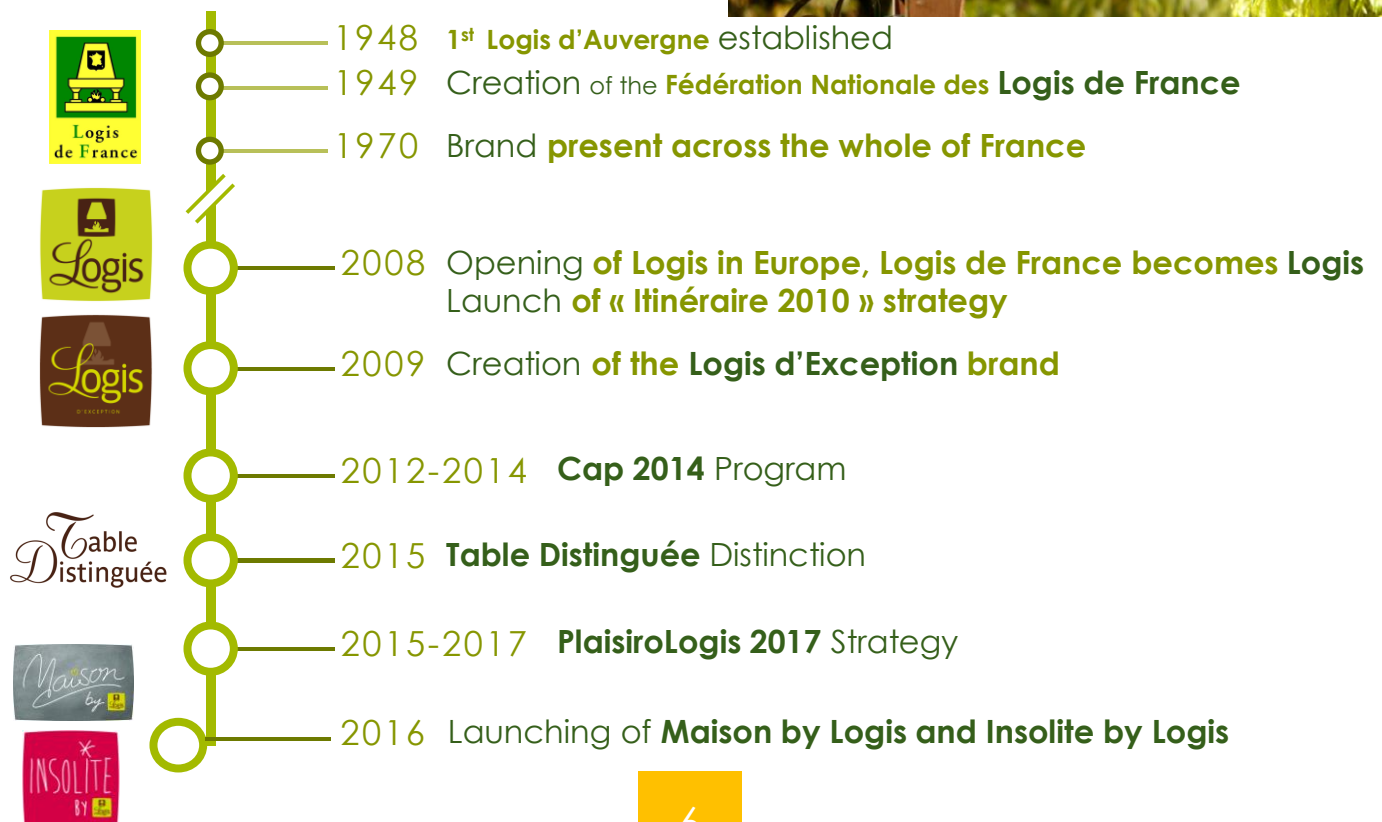 1948 1st Logis d'Auvergne established
1949 Creation of the Fédération Nationale des Logis de France
Logis
de France
1970 Brand present across the whole of France
Logis
2008 Opening of Logis in Europe, Logis de France becomes Logis
Launch of « Itinéraire 2010 » strategy
Logis
D'EXCEPTION
2009 Creation of the Logis d'Exception brand
2012-2014 Cap 2014 Program
Table
Distinguée
2015 Table Distinguée Distinction
2015-2017 PlaisiroLogis 2017 Strategy
Maison
by Logis
2016 Launching of Maison by Logis and Insolite by Logis
INSOLITE
BY Logis
6